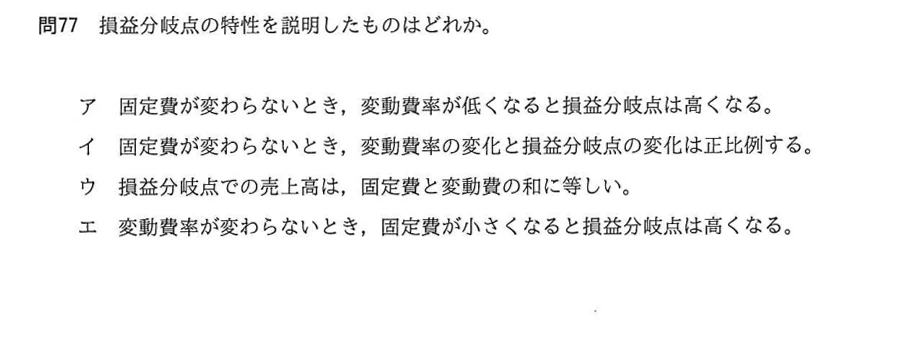 問77　損益分岐点の特性を説明したものはどれか。
ア　固定費が変わらないとき，変動費率が低くなると損益分岐点は高くなる。
イ　固定費が変わらないとき，変動費率の変化と損益分岐点の変化は正比例する。
ウ　損益分岐点での売上高は，固定費と変動費の和に等しい。
エ　変動費率が変わらないとき，固定費が小さくなると損益分岐点は高くなる。